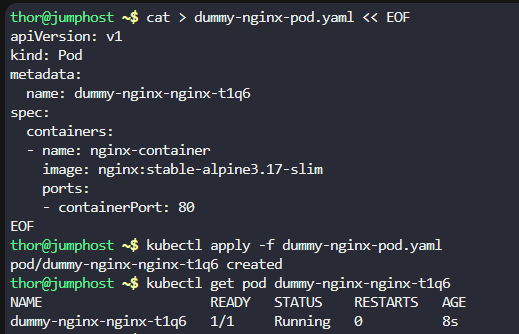 thor@jumphost ~$ cat > dummy-nginx-pod.yaml << EOF
apiVersion: v1
kind: Pod
metadata:
  name: dummy-nginx-nginx-t1q6
spec:
  containers:
  - name: nginx-container
    image: nginx:stable-alpine3.17-slim
    ports:
    - containerPort: 80
EOF
thor@jumphost ~$ kubectl apply -f dummy-nginx-pod.yaml
pod/dummy-nginx-nginx-t1q6 created
thor@jumphost ~$ kubectl get pod dummy-nginx-nginx-t1q6
NAME                     READY   STATUS    RESTARTS   AGE
dummy-nginx-nginx-t1q6   1/1     Running   0          8s